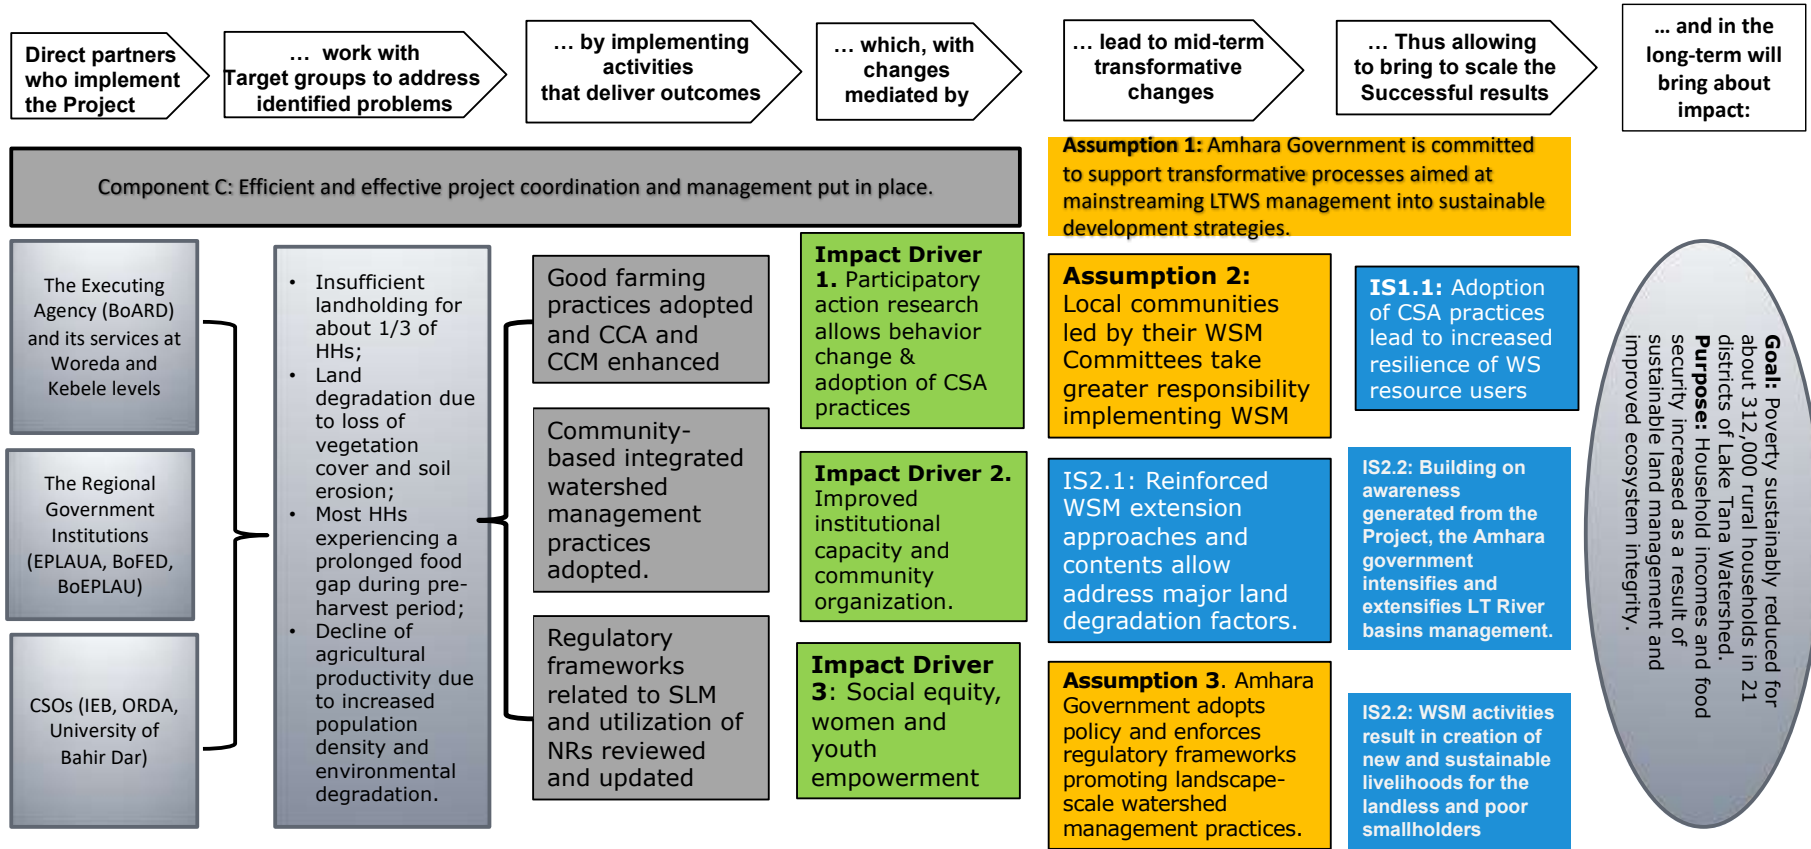 Direct partners
who implement
the Project
… work with
Target groups to address
identified problems
… by implementing
activities
that deliver outcomes
… which, with
changes
mediated by
… lead to mid-term
transformative
changes
… Thus allowing
to bring to scale the
Successful results
… and in the
long-term will
bring about
impact:
Component C: Efficient and effective project coordination and management put in place.
Assumption 1: Amhara Government is committed
to support transformative processes aimed at
mainstreaming LTWS management into sustainable
development strategies.
The Executing
Agency (BoARD)
and its services at
Woreda and
Kebele levels
The Regional
Government
Institutions
(EPLAUA, BoFED,
BoEPLAU)
CSOs (IEB, ORDA,
University of
Bahir Dar)
• Insufficient
landholding for
about 1/3 of
HHs;
• Land
degradation due
to loss of
vegetation
cover and soil
erosion;
• Most HHs
experiencing a
prolonged food
gap during pre-
harvest period;
• Decline of
agricultural
productivity due
to increased
population
density and
environmental
degradation.
Good farming
practices adopted
and CCA and
CCM enhanced
Community-
based integrated
watershed
management
practices
adopted.
Regulatory
frameworks
related to SLM
and utilization of
NRs reviewed
and updated
Impact Driver
1. Participatory
action research
allows behavior
change &
adoption of CSA
practices
Impact Driver 2.
Improved
institutional
capacity and
community
organization.
Impact Driver
3: Social equity,
women and
youth
empowerment
Assumption 2:
Local communities
led by their WSM
Committees take
greater responsibility
implementing WSM
IS2.1: Reinforced
WSM extension
approaches and
contents allow
address major land
degradation factors.
Assumption 3. Amhara
Government adopts
policy and enforces
regulatory frameworks
promoting landscape-
scale watershed
management practices.
IS1.1: Adoption
of CSA practices
lead to increased
resilience of WS
resource users
IS2.2: Building on
awareness
generated from the
Project, the Amhara
government
intensifies and
extensifies LT River
basins management.
IS2.2: WSM activities
result in creation of
new and sustainable
livelihoods for the
landless and poor
smallholders
Goal: Poverty sustainably reduced for
about 312,000 rural households in 21
districts of Lake Tana Watershed.
Purpose: Household incomes and food
security increased as a result of
sustainable land management and
improved ecosystem integrity.